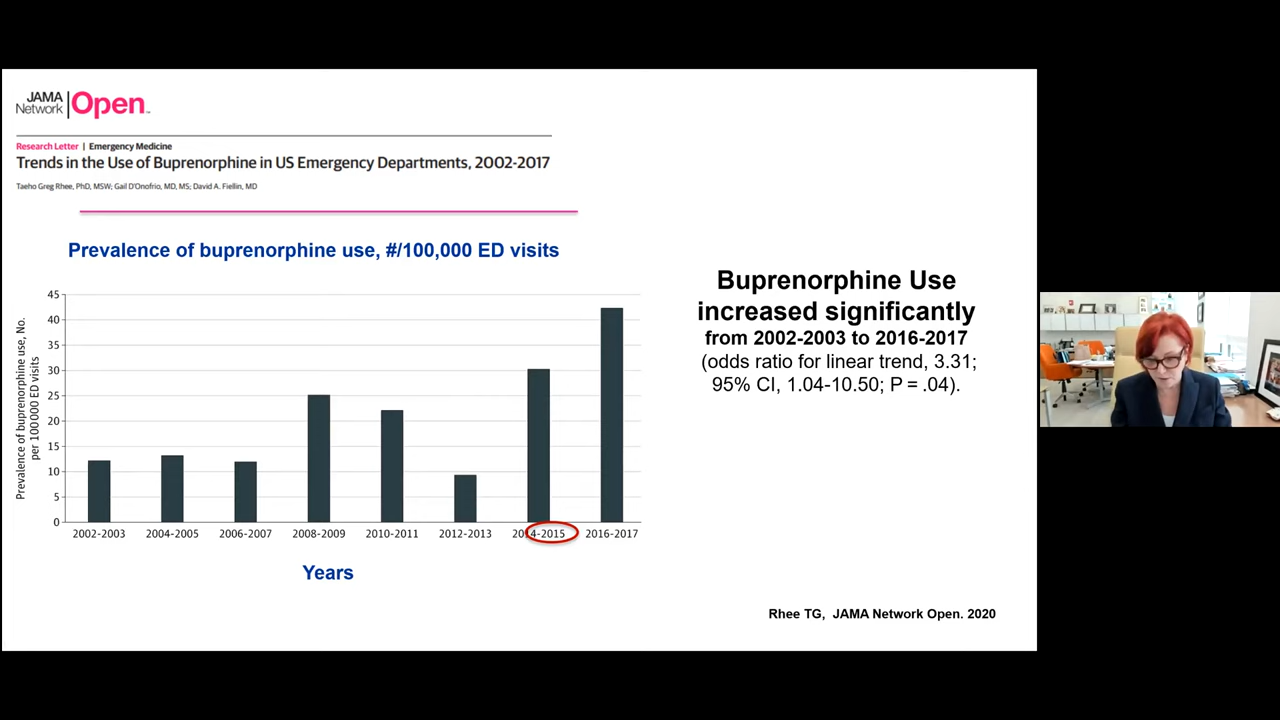 JAMA
Network Open™
Research Letter | Emergency Medicine
Trends in the Use of Buprenorphine in US Emergency Departments, 2002-2017
Taeho Greg Rhee, PhD, MSW; Gail D'Onofrio, MD, MS; David A. Fiellin, MD
Prevalence of buprenorphine use, #/100,000 ED visits
Prevalence of buprenorphine use, No.
per 100 000 ED visits
45
40
35
30
25
20
15
10
5
0
2002-2003 2004-2005 2006-2007 2008-2009 2010-2011 2012-2013 2014-2015 2016-2017
Years
Buprenorphine Use
increased significantly
from 2002-2003 to 2016-2017
(odds ratio for linear trend, 3.31;
95% CI, 1.04-10.50; P = .04).
Rhee TG, JAMA Network Open. 2020